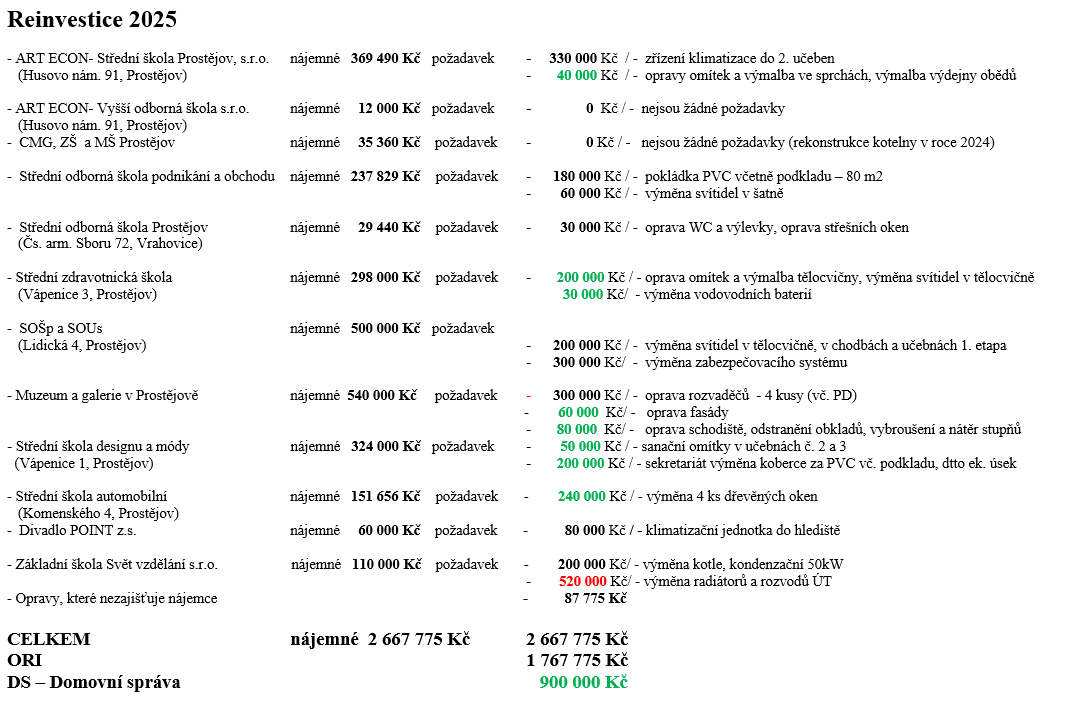 Reinvestice 2025
- ART ECON- Střední škola Prostějov, s.r.o. nájemné 369 490 Kč požadavek - 330 000 Kč / - zřízení klimatizace do 2. učeben
(Husovo nám. 91, Prostějov) - 40 000 Kč / - opravy omítek a výmalba ve sprchách, výmalba výdejny obědů
- ART ECON- Vyšší odborná škola s.r.o. nájemné 12 000 Kč požadavek - 0 Kč / - nejsou žádné požadavky
(Husovo nám. 91, Prostějov)
- CMG, ZŠ a MŠ Prostějov nájemné 35 360 Kč požadavek - 0 Kč / - nejsou žádné požadavky (rekonstrukce kotelny v roce 2024)
- Střední odborná škola podnikání a obchodu nájemné 237 829 Kč požadavek - 180 000 Kč / - pokládka PVC včetně podkladu – 80 m2
- 60 000 Kč / - výměna svítidel v šatně
- Střední odborná škola Prostějov nájemné 29 440 Kč požadavek - 30 000 Kč / - oprava WC a výlevky, oprava střešních oken
(Čs. arm. Sboru 72, Vrahovice)
- Střední zdravotnická škola nájemné 298 000 Kč požadavek - 200 000 Kč / - oprava omítek a výmalba tělocvičny, výměna svítidel v tělocvičně
(Vápenice 3, Prostějov) 30 000 Kč/ - výměna vodovodních baterií
- SOŠp a SOUs nájemné 500 000 Kč požadavek
(Lidická 4, Prostějov) - 200 000 Kč / - výměna svítidel v tělocvičně, v chodbách a učebnách 1. etapa
- 300 000 Kč/ - výměna zabezpečovacího systému
- Muzeum a galerie v Prostějově nájemné 540 000 Kč požadavek - 300 000 Kč / - oprava rozvaděčů - 4 kusy (vč. PD)
- 60 000 Kč/ - oprava fasády
- 80 000 Kč/ - oprava schodiště, odstranění obkladů, vybroušení a nátěr stupňů
- Střední škola designu a módy nájemné 324 000 Kč požadavek - 50 000 Kč / - sanační omítky v učebnách č. 2 a 3
(Vápenice 1, Prostějov) - 200 000 Kč / - sekretariát výměna koberce za PVC vč. podkladu, dtto ek. úsek
- Střední škola automobilní nájemné 151 656 Kč požadavek - 240 000 Kč / - výměna 4 ks dřevěných oken
(Komenského 4, Prostějov)
- Divadlo POINT z.s. nájemné 60 000 Kč požadavek - 80 000 Kč / - klimatizační jednotka do hlediště
- Základní škola Svět vzdělání s.r.o. nájemné 110 000 Kč požadavek - 200 000 Kč/ - výměna kotle, kondenzační 50kW
- 520 000 Kč/ - výměna radiátorů a rozvodů ÚT
- Opravy, které nezajišťuje nájemce - 87 775 Kč
CELKEM nájemné 2 667 775 Kč 2 667 775 Kč
ORI 1 767 775 Kč
DS – Domovní správa 900 000 Kč